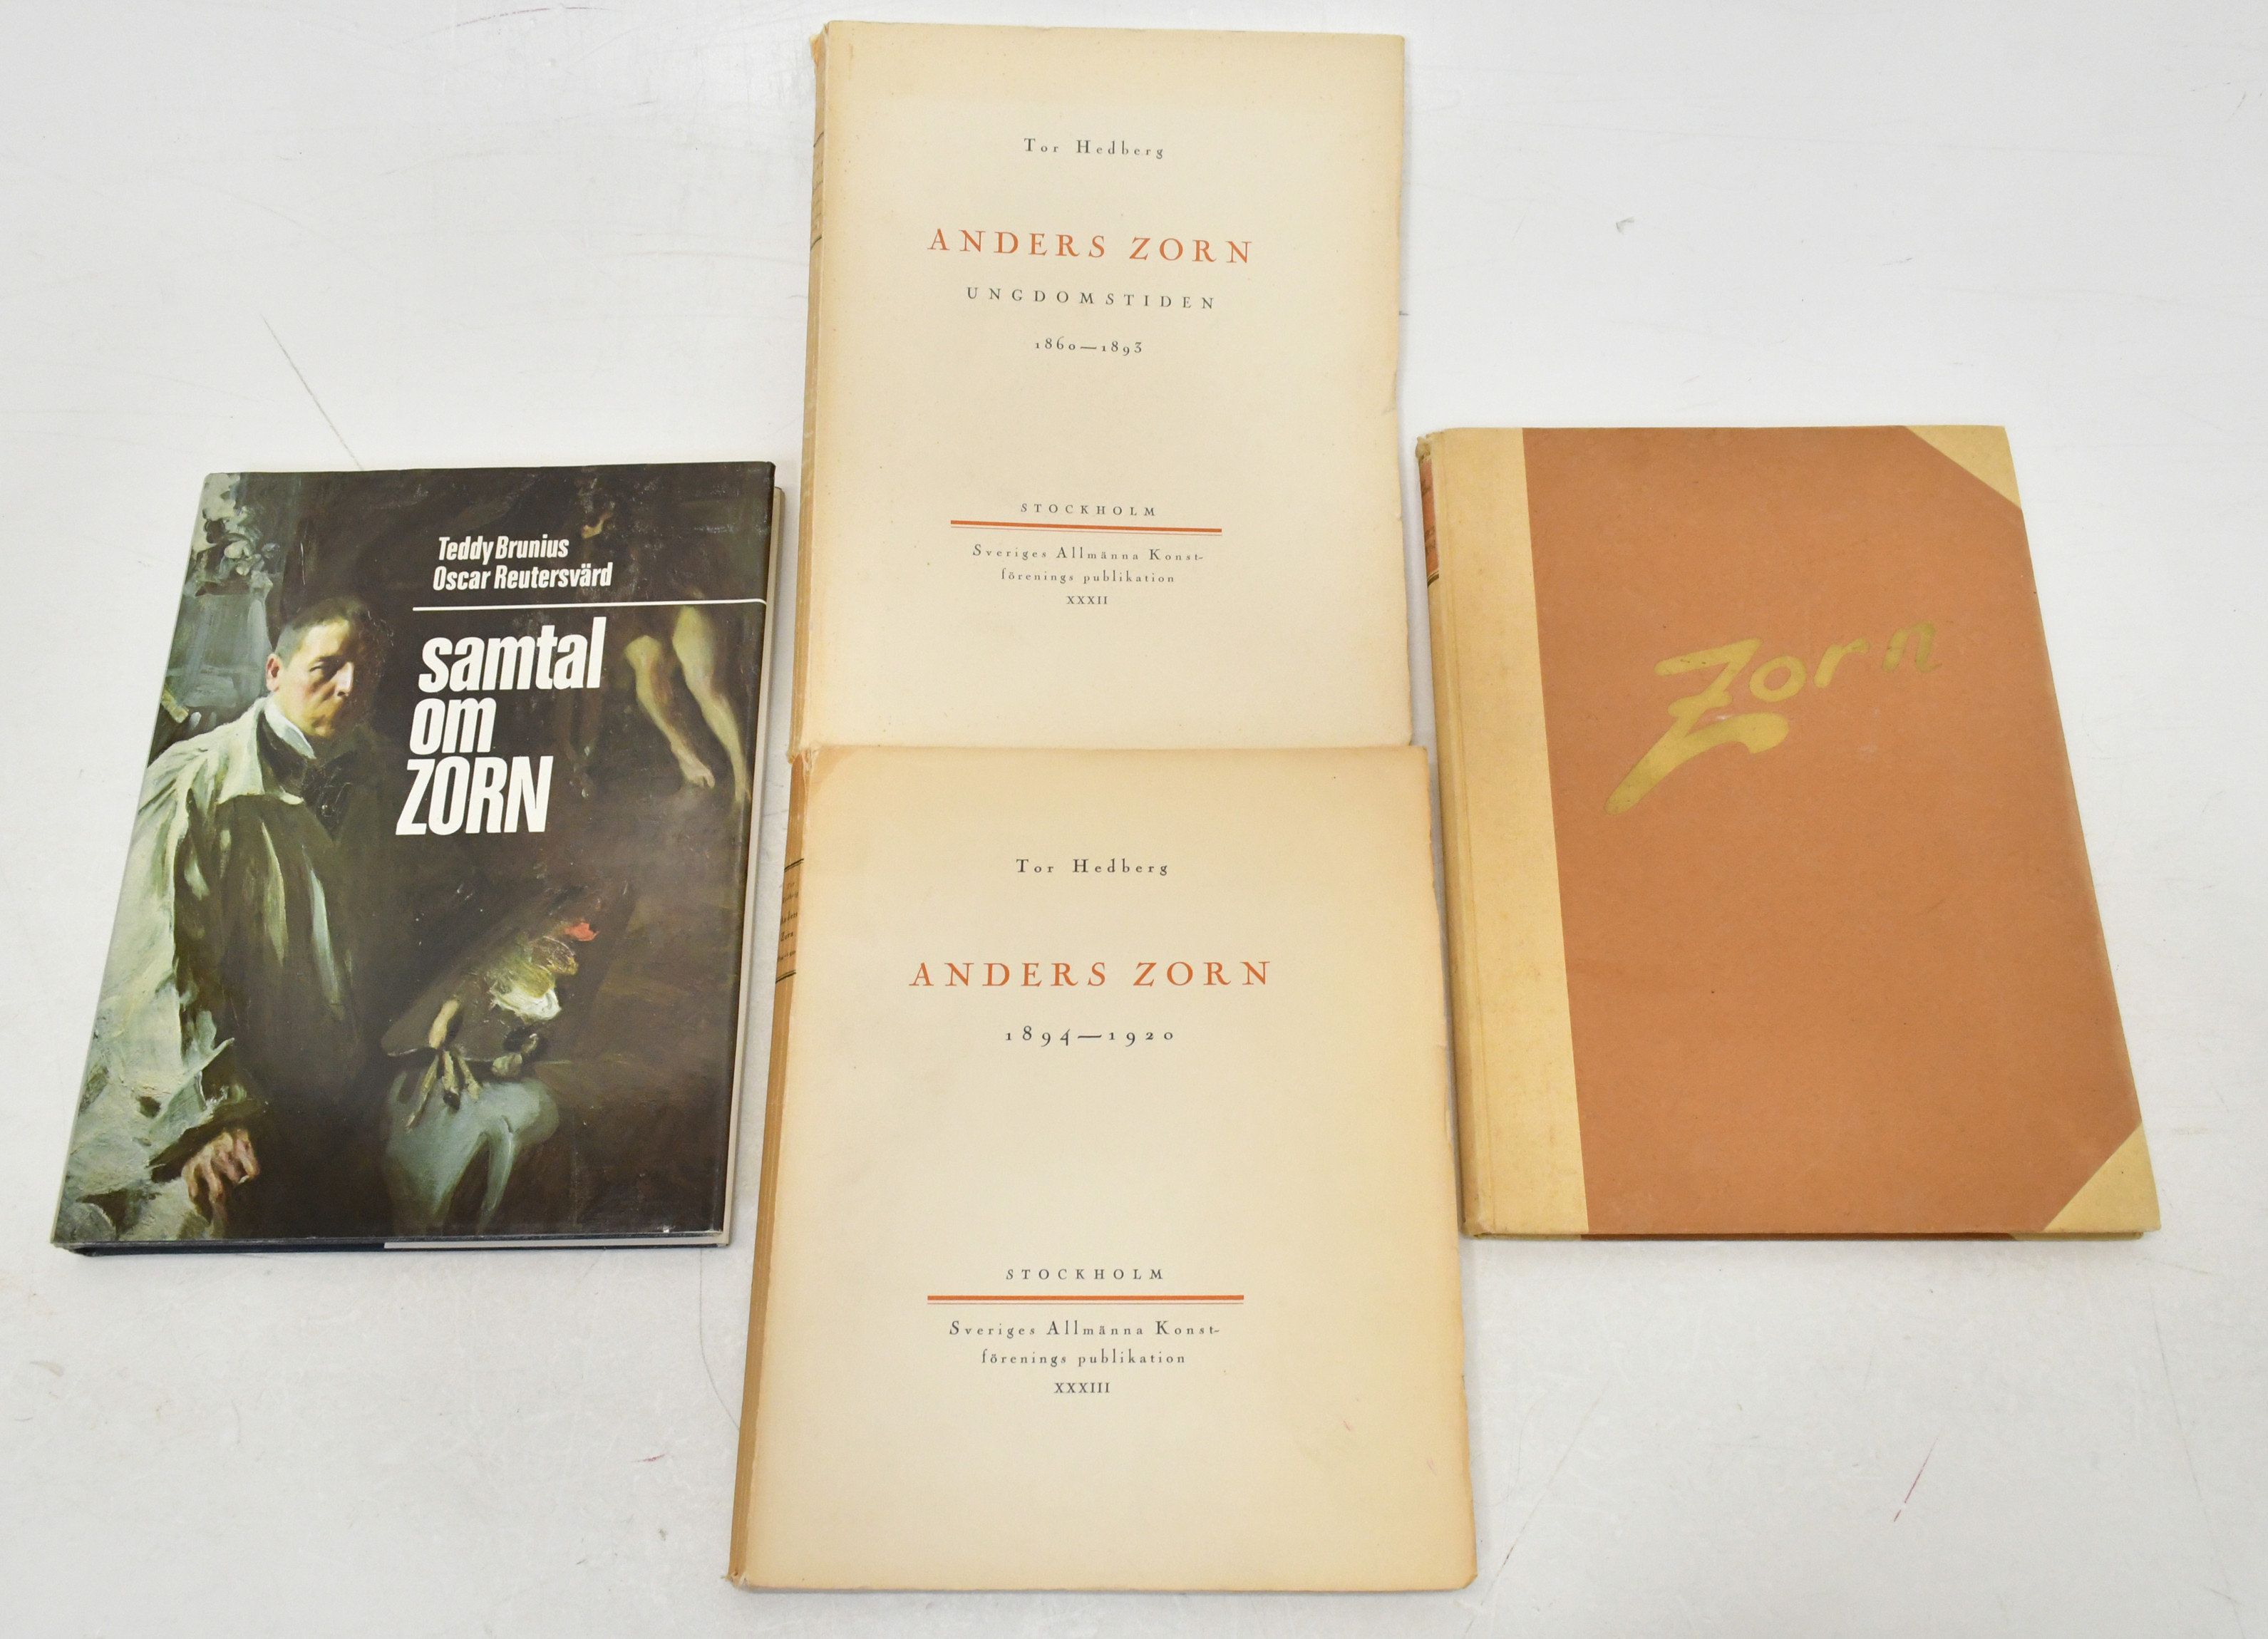 Teddy Brunius
Oscar Reutersvärd
samtal
om
ZORN
Tor Hedberg
ANDERS ZORN
UNGDOMSTIDEN
1860—1893
STOCKHOLM
Sveriges Allmänna Konst-
förenings publikation
XXXII
Tor Hedberg
ANDERS ZORN
1894—1920
STOCKHOLM
Sveriges Allmänna Konst-
förenings publikation
XXXIII
Zorn